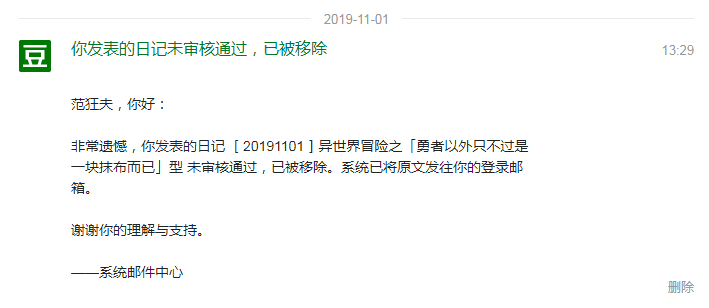 2019-11-01
豆
你发表的日记未审核通过，已被移除
13:29
范狂夫，你好：
非常遗憾，你发表的日记 [ 20191101 ] 异世界冒险之「勇者以外只不过是
一块抹布而已」型 未审核通过，已被移除。系统已将原文发往你的登录邮
箱。
谢谢你的理解与支持。
——系统邮件中心
删除